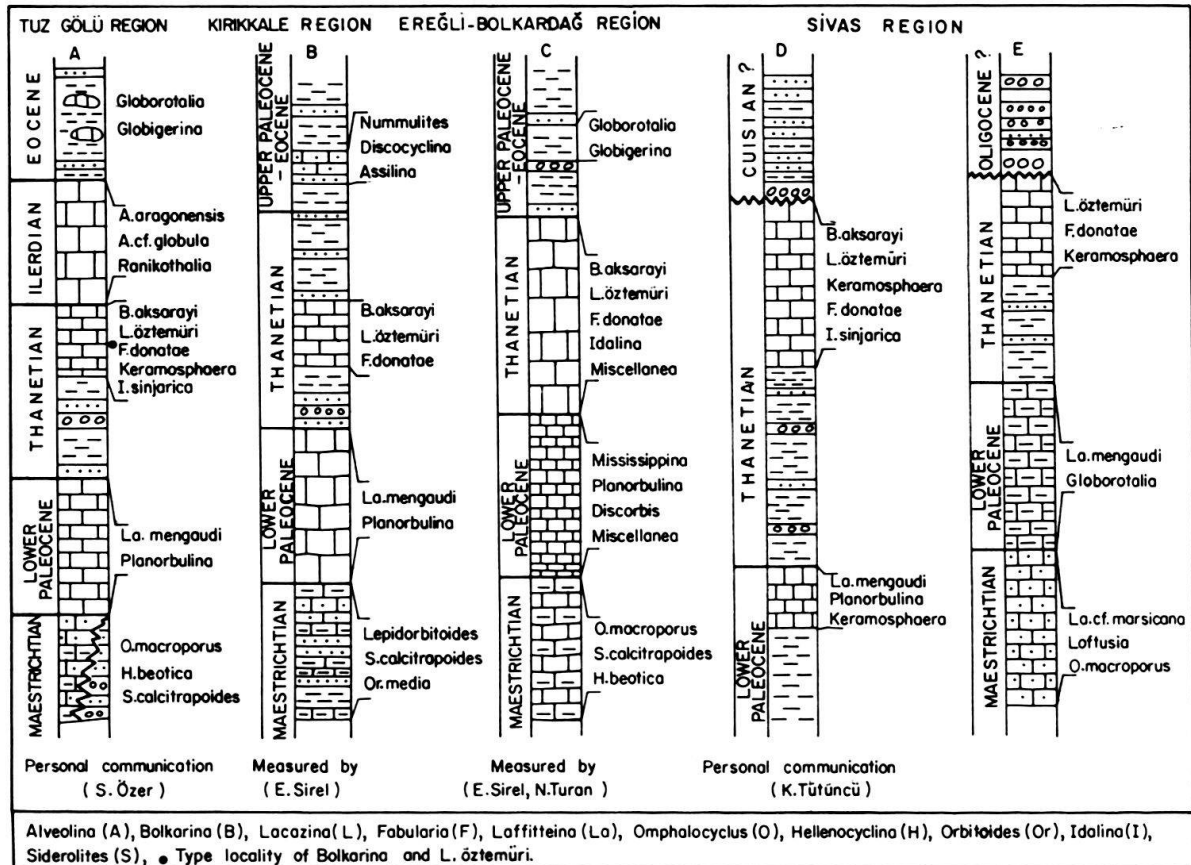 TUZ GÖLÜ REGION
KIRIKKALE REGION
EREĞLİ-BOLKARDAĞ REGİON
SİVAS REGION
A
EOCENE
Globorotalia
Globigerina
ILERDIAN
A.aragonensis
A.cf.globula
Ranikothalia
THANETIAN
B.aksarayi
L.öztemüri
F.donatae
Keramosphaera
I.sinjarica
LOWER PALEOCENE
La. mengaudi
Planorbulina
MAESTRICHTIAN
O.macroporus
H.beotica
S.calcitrapoides
Personal communication
(S.Özer)
B
UPPER PALEOCENE
-EOCENE
Nummulites
Discocyclina
Assilina
THANETIAN
B.aksarayi
L.öztemüri
F.donatae
LOWER PALEOCENE
La.mengaudi
Planorbulina
MAESTRICHTIAN
Lepidorbitoides
S.calcitrapoides
Or.media
Measured by
(E.Sirel)
C
UPPER PALEOCENE
-EOCENE
Globorotalia
Globigerina
THANETIAN
B.aksarayi
L.öztemüri
F.donatae
Idalina
Miscellanea
LOWER PALEOCENE
Mississippina
Planorbulina
Discorbis
Miscellanea
MAESTRICHTIAN
O.macroporus
S.calcitrapoides
H.beotica
Measured by
(E.Sirel, N.Turan)
D
CUISIAN ?
THANETIAN
B.aksarayi
L.öztemüri
Keramosphaera
F.donatae
I.sinjarica
LOWER PALEOCENE
La.mengaudi
Planorbulina
Keramosphaera
Personal communication
(K.Tütüncü)
E
OLIGOCENE ?
THANETIAN
L.öztemüri
F.donatae
Keramosphaera
LOWER PALEOCENE
La.mengaudi
Globorotalia
MAESTRICHTIAN
La.cf.marsicana
Loftusia
O.macroporus
Alveolina (A), Bolkarina (B), Lacazina (L), Fabularia (F), Laffitteina (La), Omphalocyclus (O), Hellenocyclina (H), Orbitoides (Or), Idalina (I),
Siderolites (S), ● Type locality of Bolkarina and L. öztemüri.